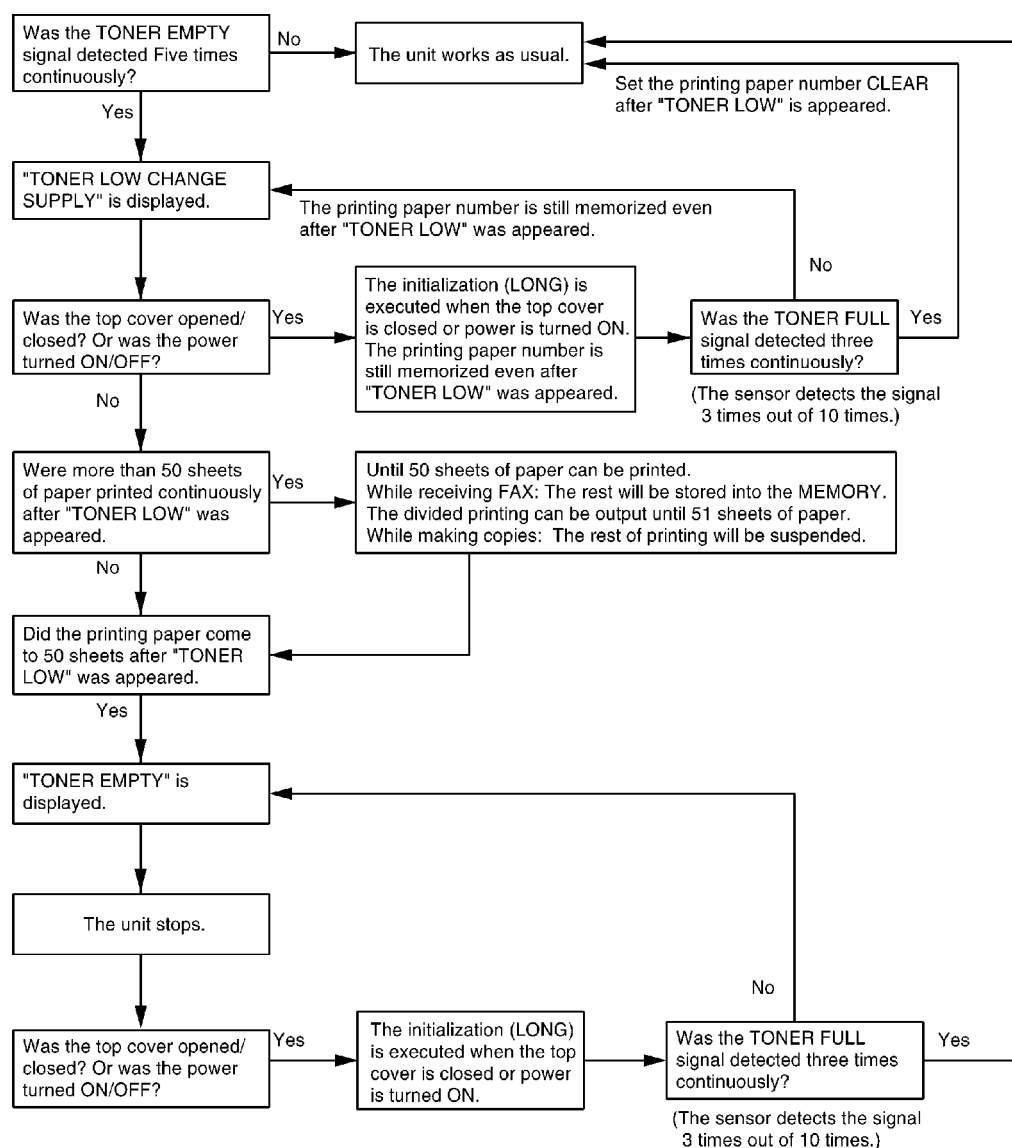 Was the TONER EMPTY
signal detected Five times
continuously?
No
The unit works as usual.
Set the printing paper number CLEAR
after "TONER LOW" is appeared.
Yes
"TONER LOW CHANGE
SUPPLY" is displayed.
The printing paper number is still memorized even
after "TONER LOW" was appeared.
No
Was the top cover opened/
closed? Or was the power
turned ON/OFF?
Yes
The initialization (LONG) is
executed when the top cover
is closed or power is turned ON.
The printing paper number is
still memorized even after
"TONER LOW" was appeared.
Was the TONER FULL
signal detected three
times continuously?
Yes
(The sensor detects the signal
3 times out of 10 times.)
No
Were more than 50 sheets
of paper printed continuously
after "TONER LOW" was
appeared.
Yes
Until 50 sheets of paper can be printed.
While receiving FAX: The rest will be stored into the MEMORY.
The divided printing can be output until 51 sheets of paper.
While making copies: The rest of printing will be suspended.
No
Did the printing paper come
to 50 sheets after "TONER
LOW" was appeared.
Yes
"TONER EMPTY" is
displayed.
The unit stops.
No
Was the top cover opened/
closed? Or was the power
turned ON/OFF?
Yes
The initialization (LONG)
is executed when the top
cover is closed or power
is turned ON.
Was the TONER FULL
signal detected three times
continuously?
Yes
(The sensor detects the signal
3 times out of 10 times.)